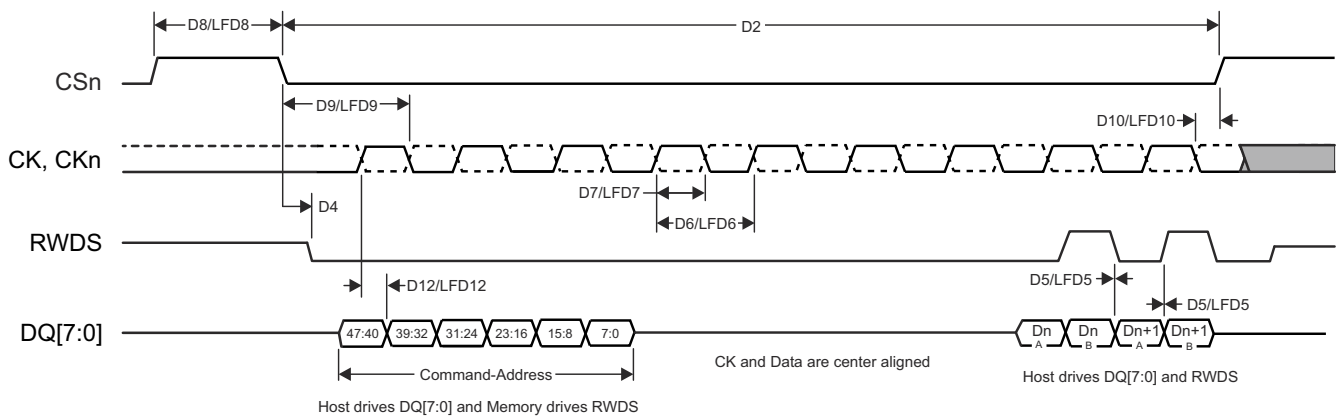 D8/LFD8
D2
CSn
D9/LFD9
D10/LFD10
CK, CKn
D7/LFD7
D4
D6/LFD6
RWDS
D12/LFD12
D5/LFD5
D5/LFD5
DQ[7:0]
47:40 39:32 31:24 23:16 15:8 7:0
Dn A Dn B Dn+1 A Dn+1 B
Command-Address
CK and Data are center aligned
Host drives DQ[7:0] and RWDS
Host drives DQ[7:0] and Memory drives RWDS